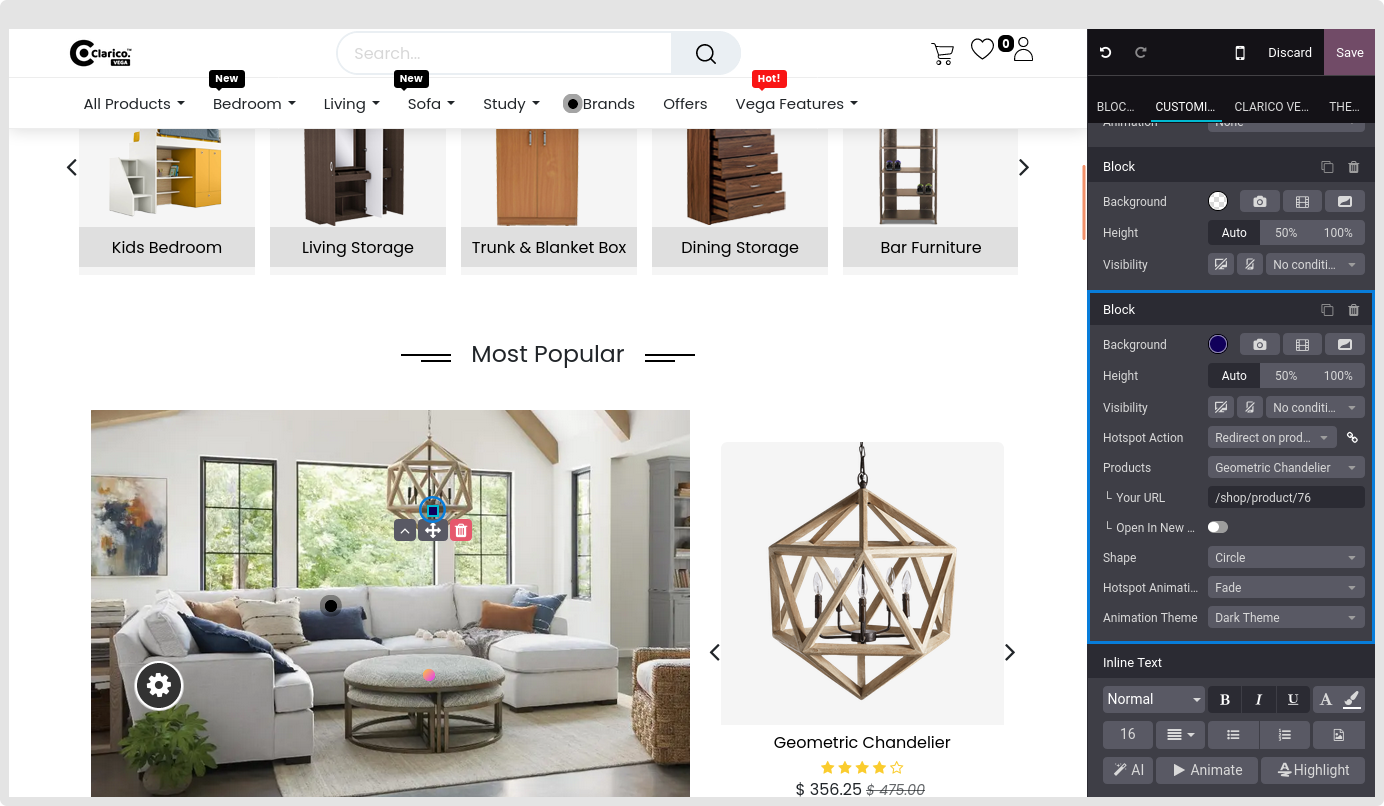 Clarico.
VEGA
Search...
0
Discard
Save
New
New
Hot!
All Products
Bedroom
Living
Sofa
Study
Brands
Offers
Vega Features
BLOC...
CUSTOMI...
CLARICO VE...
THE...
Animation
None
Kids Bedroom
Living Storage
Trunk & Blanket Box
Dining Storage
Bar Furniture
Most Popular
Geometric Chandelier
$ 356.25 $ 475.00
Block
Background
Height Auto 50% 100%
Visibility No conditi...
Block
Background
Height Auto 50% 100%
Visibility No conditi...
Hotspot Action Redirect on prod...
Products Geometric Chandelier
└ Your URL /shop/product/76
└ Open In New ...
Shape Circle
Hotspot Animati... Fade
Animation Theme Dark Theme
Inline Text
Normal B I U A
16
AI Animate Highlight